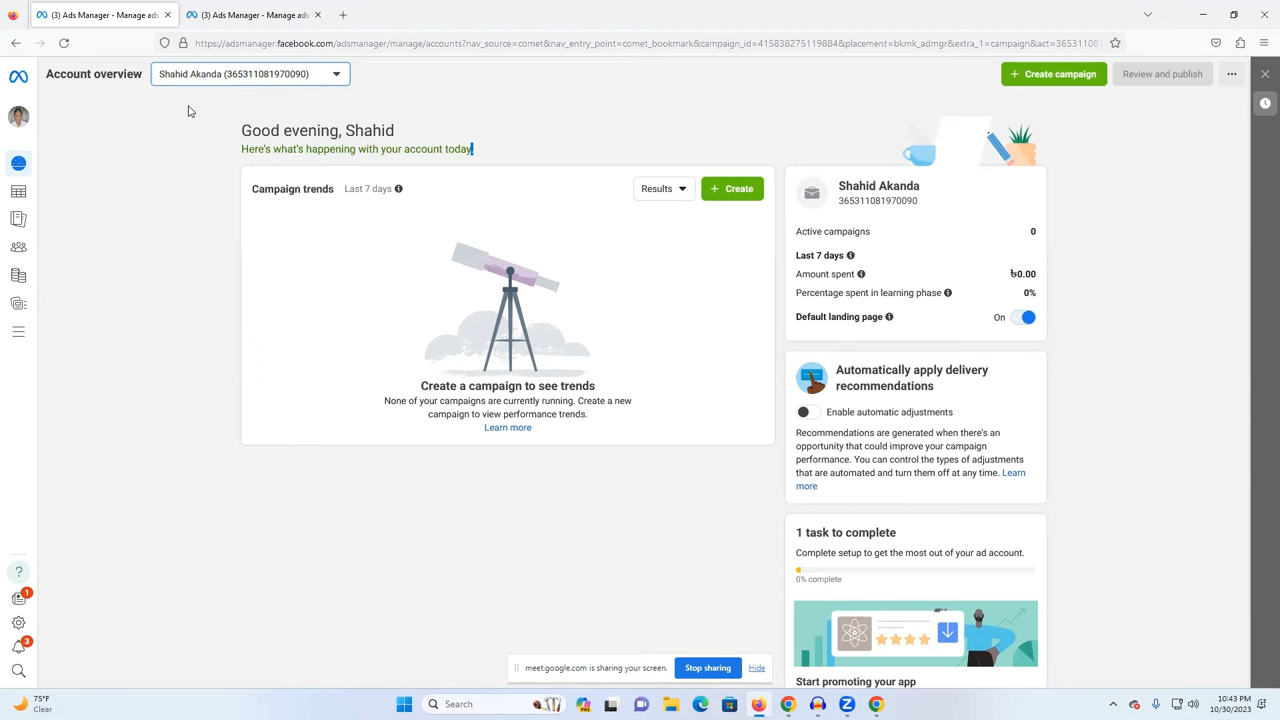 (3) Ads Manager - Manage ads
(3) Ads Manager - Manage ads
https://adsmanager.facebook.com/adsmanager/manage/accounts?nav_source=comet&nav_entry_point=comet_bookmark&campaign_id=415838275119884&placement=bkmk_admgr&extra_1=campaign&act=3653110819
Account overview
Shahid Akanda (365311081970090)
+ Create campaign
Review and publish
Good evening, Shahid
Here's what's happening with your account today!
Campaign trends Last 7 days
Results
+ Create
Create a campaign to see trends
None of your campaigns are currently running. Create a new
campaign to view performance trends.
Learn more
Shahid Akanda
365311081970090
Active campaigns 0
Last 7 days
Amount spent ৳0.00
Percentage spent in learning phase 0%
Default landing page On
Automatically apply delivery
recommendations
Enable automatic adjustments
Recommendations are generated when there's an
opportunity that could improve your campaign
performance. You can control the types of adjustments
that are automated and turn them off at any time. Learn
more
1 task to complete
Complete setup to get the most out of your ad account.
0% complete
Start promoting your app
?
1
3
meet.google.com is sharing your screen.
Stop sharing
Hide
75°F
Clear
Search
10:43 PM
10/30/2023